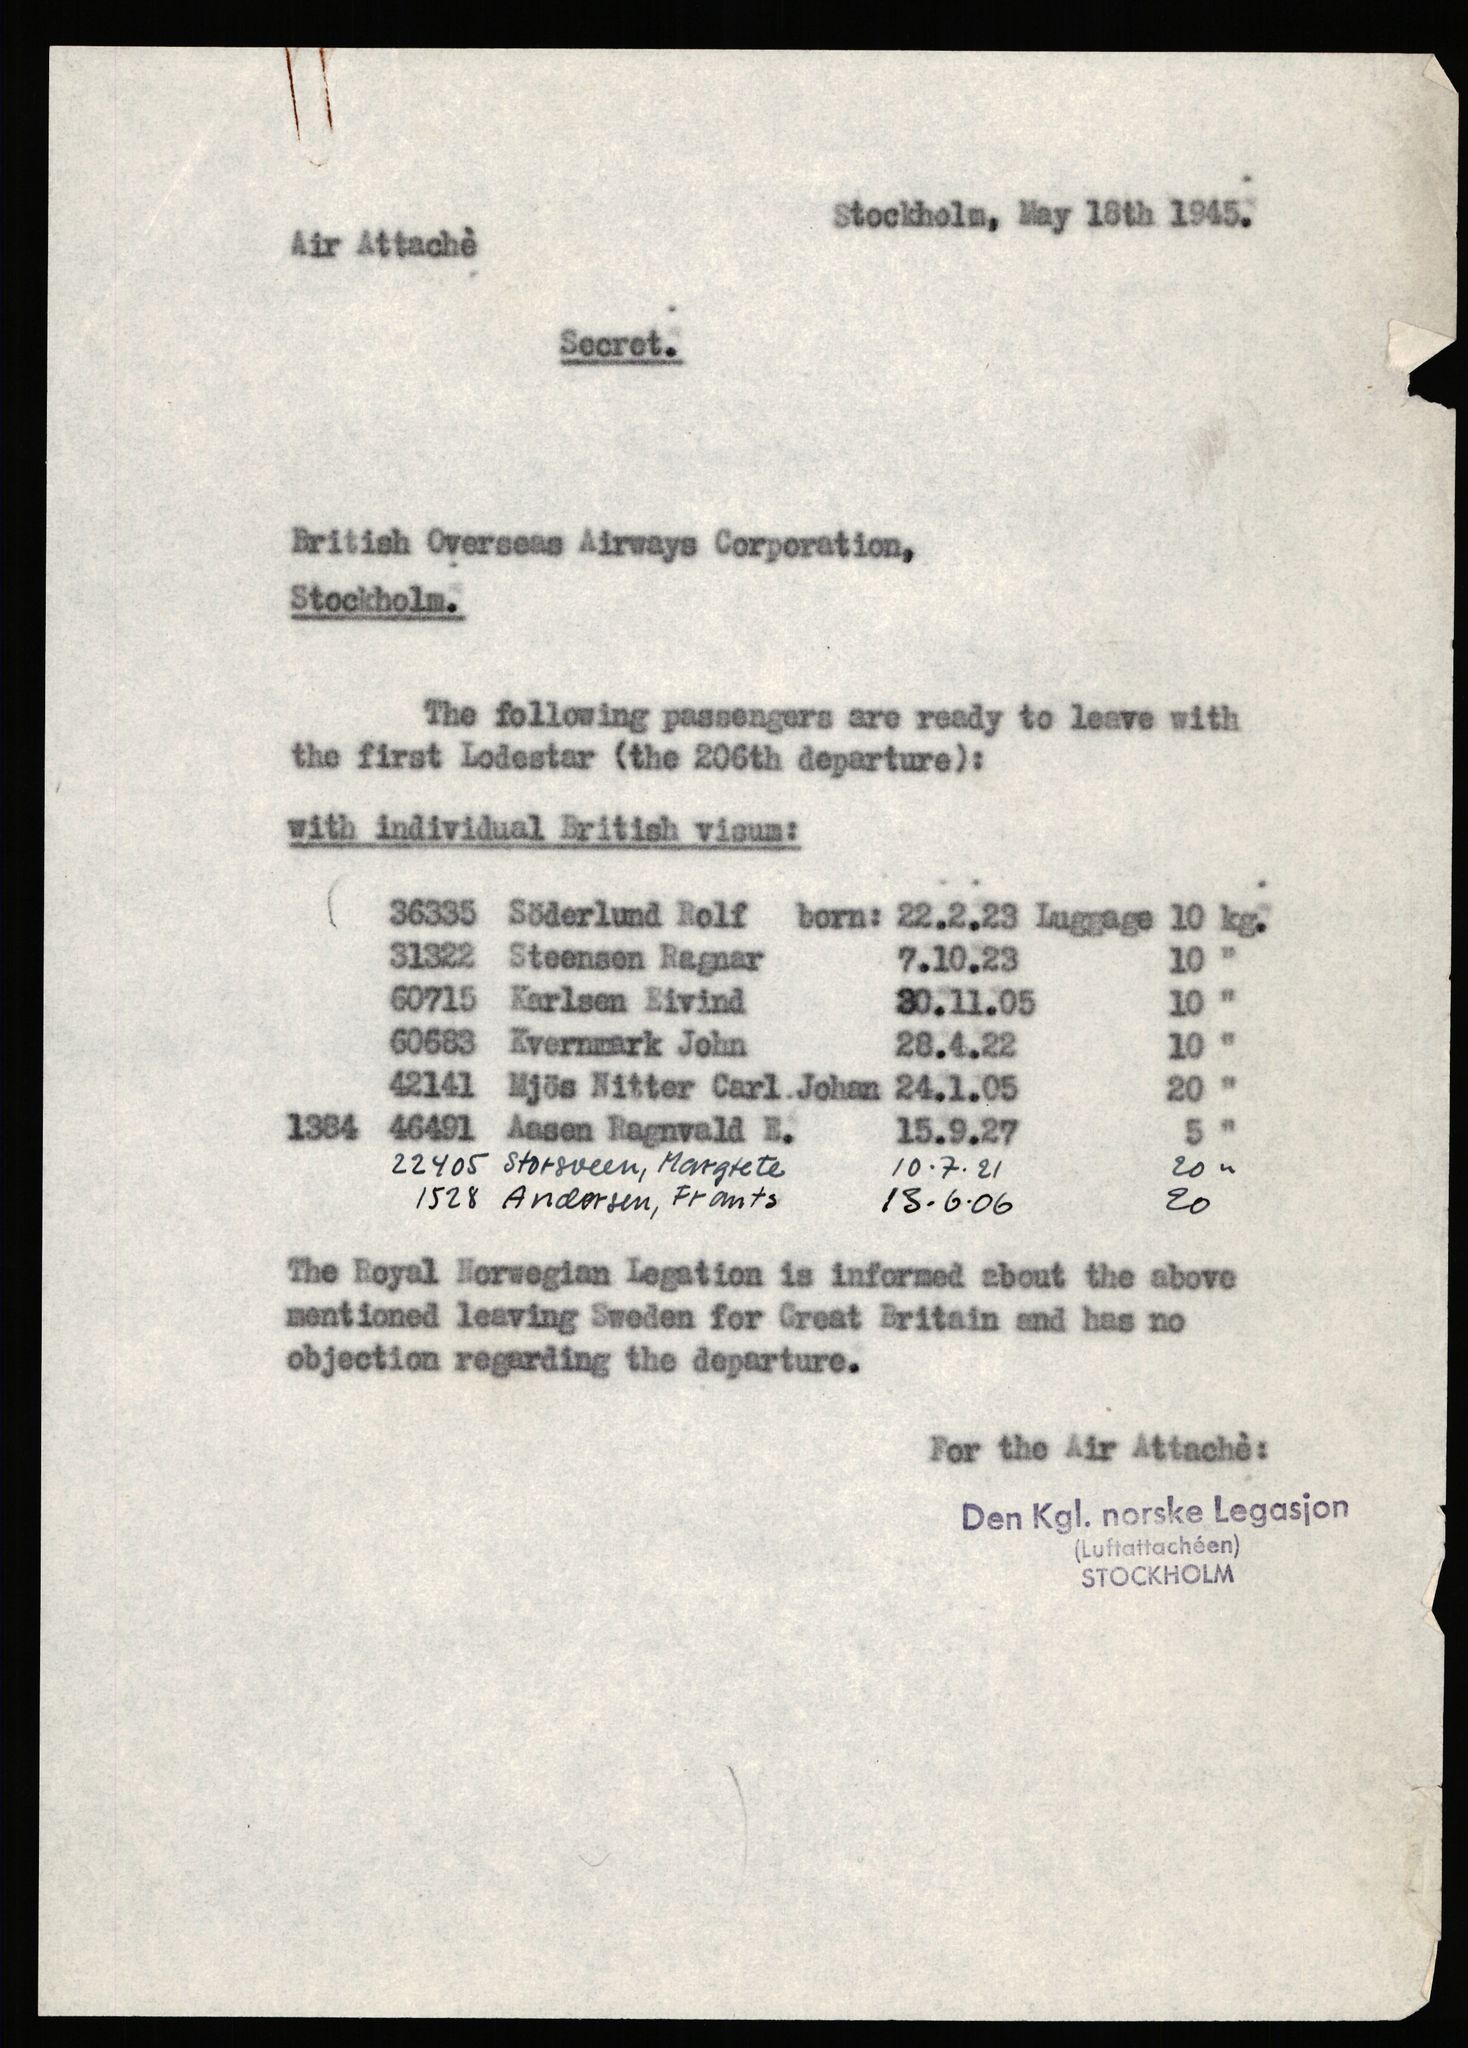 Stockholm, May 18th 1945.
Air Attachè
Secret.
British Overseas Airways Corporation,
Stockholm.
The following passengers are ready to leave with
the first Lodestar (the 206th departure):
with individual British visum:
36335 Söderlund Rolf born: 22.2.23 Luggage 10 kg.
31322 Steensen Ragnar 7.10.23 10 "
60715 Karlsen Eivind 30.11.05 10 "
60683 Kvernmark John 28.4.22 10 "
42141 Mjös Nitter Carl Johan 24.1.05 20 "
1384 46491 Aasen Ragnvald E. 15.9.27 5 "
22405 Storsveen, Margrete 10.7.21 20 "
1528 Andersen, Frants 13.6.06 20
The Royal Norwegian Legation is informed about the above
mentioned leaving Sweden for Great Britain and has no
objection regarding the departure.
For the Air Attachè:
Den Kgl. norske Legasjon
(Luftattachéen)
STOCKHOLM